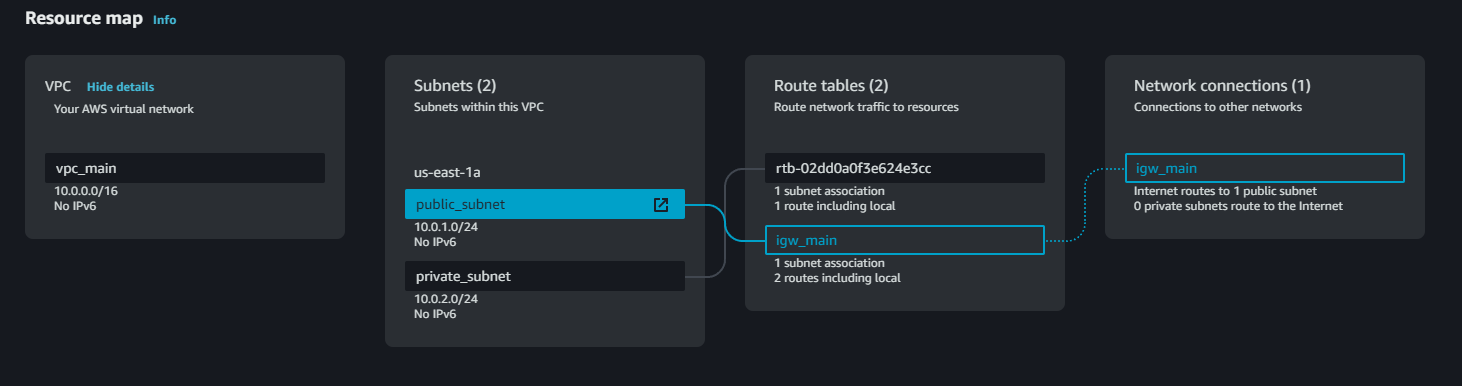 Resource map Info
VPC Hide details
Your AWS virtual network
vpc_main
10.0.0.0/16
No IPv6
Subnets (2)
Subnets within this VPC
us-east-1a
public_subnet
10.0.1.0/24
No IPv6
private_subnet
10.0.2.0/24
No IPv6
Route tables (2)
Route network traffic to resources
rtb-02dd0a0f3e624e3cc
1 subnet association
1 route including local
igw_main
1 subnet association
2 routes including local
Network connections (1)
Connections to other networks
igw_main
Internet routes to 1 public subnet
0 private subnets route to the Internet